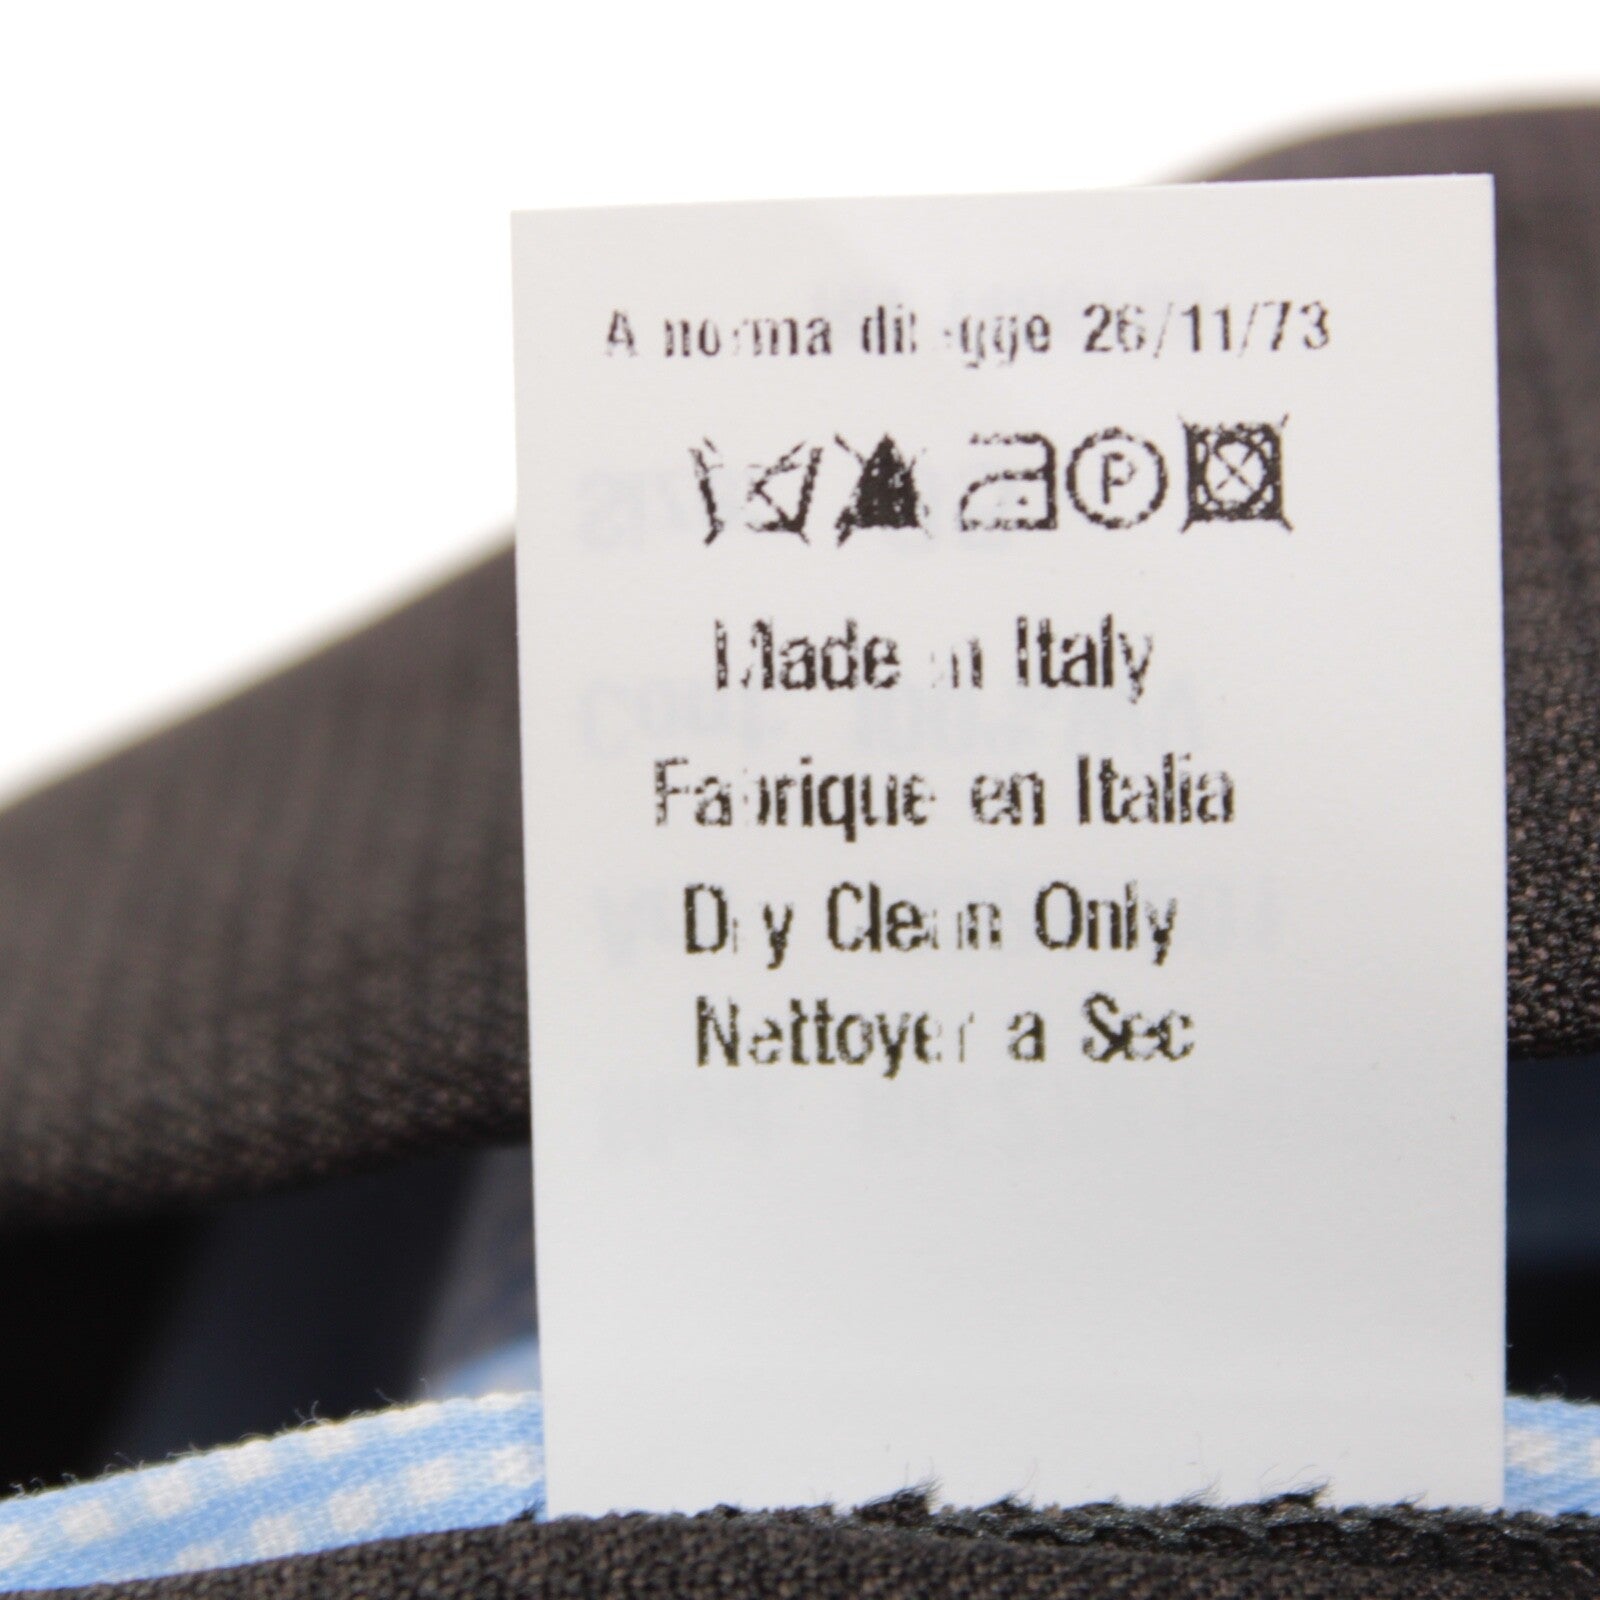 A norma di legge 26/11/73
P
Made in Italy
Fabrique en Italia
Dry Clean Only
Nettoyer a Sec